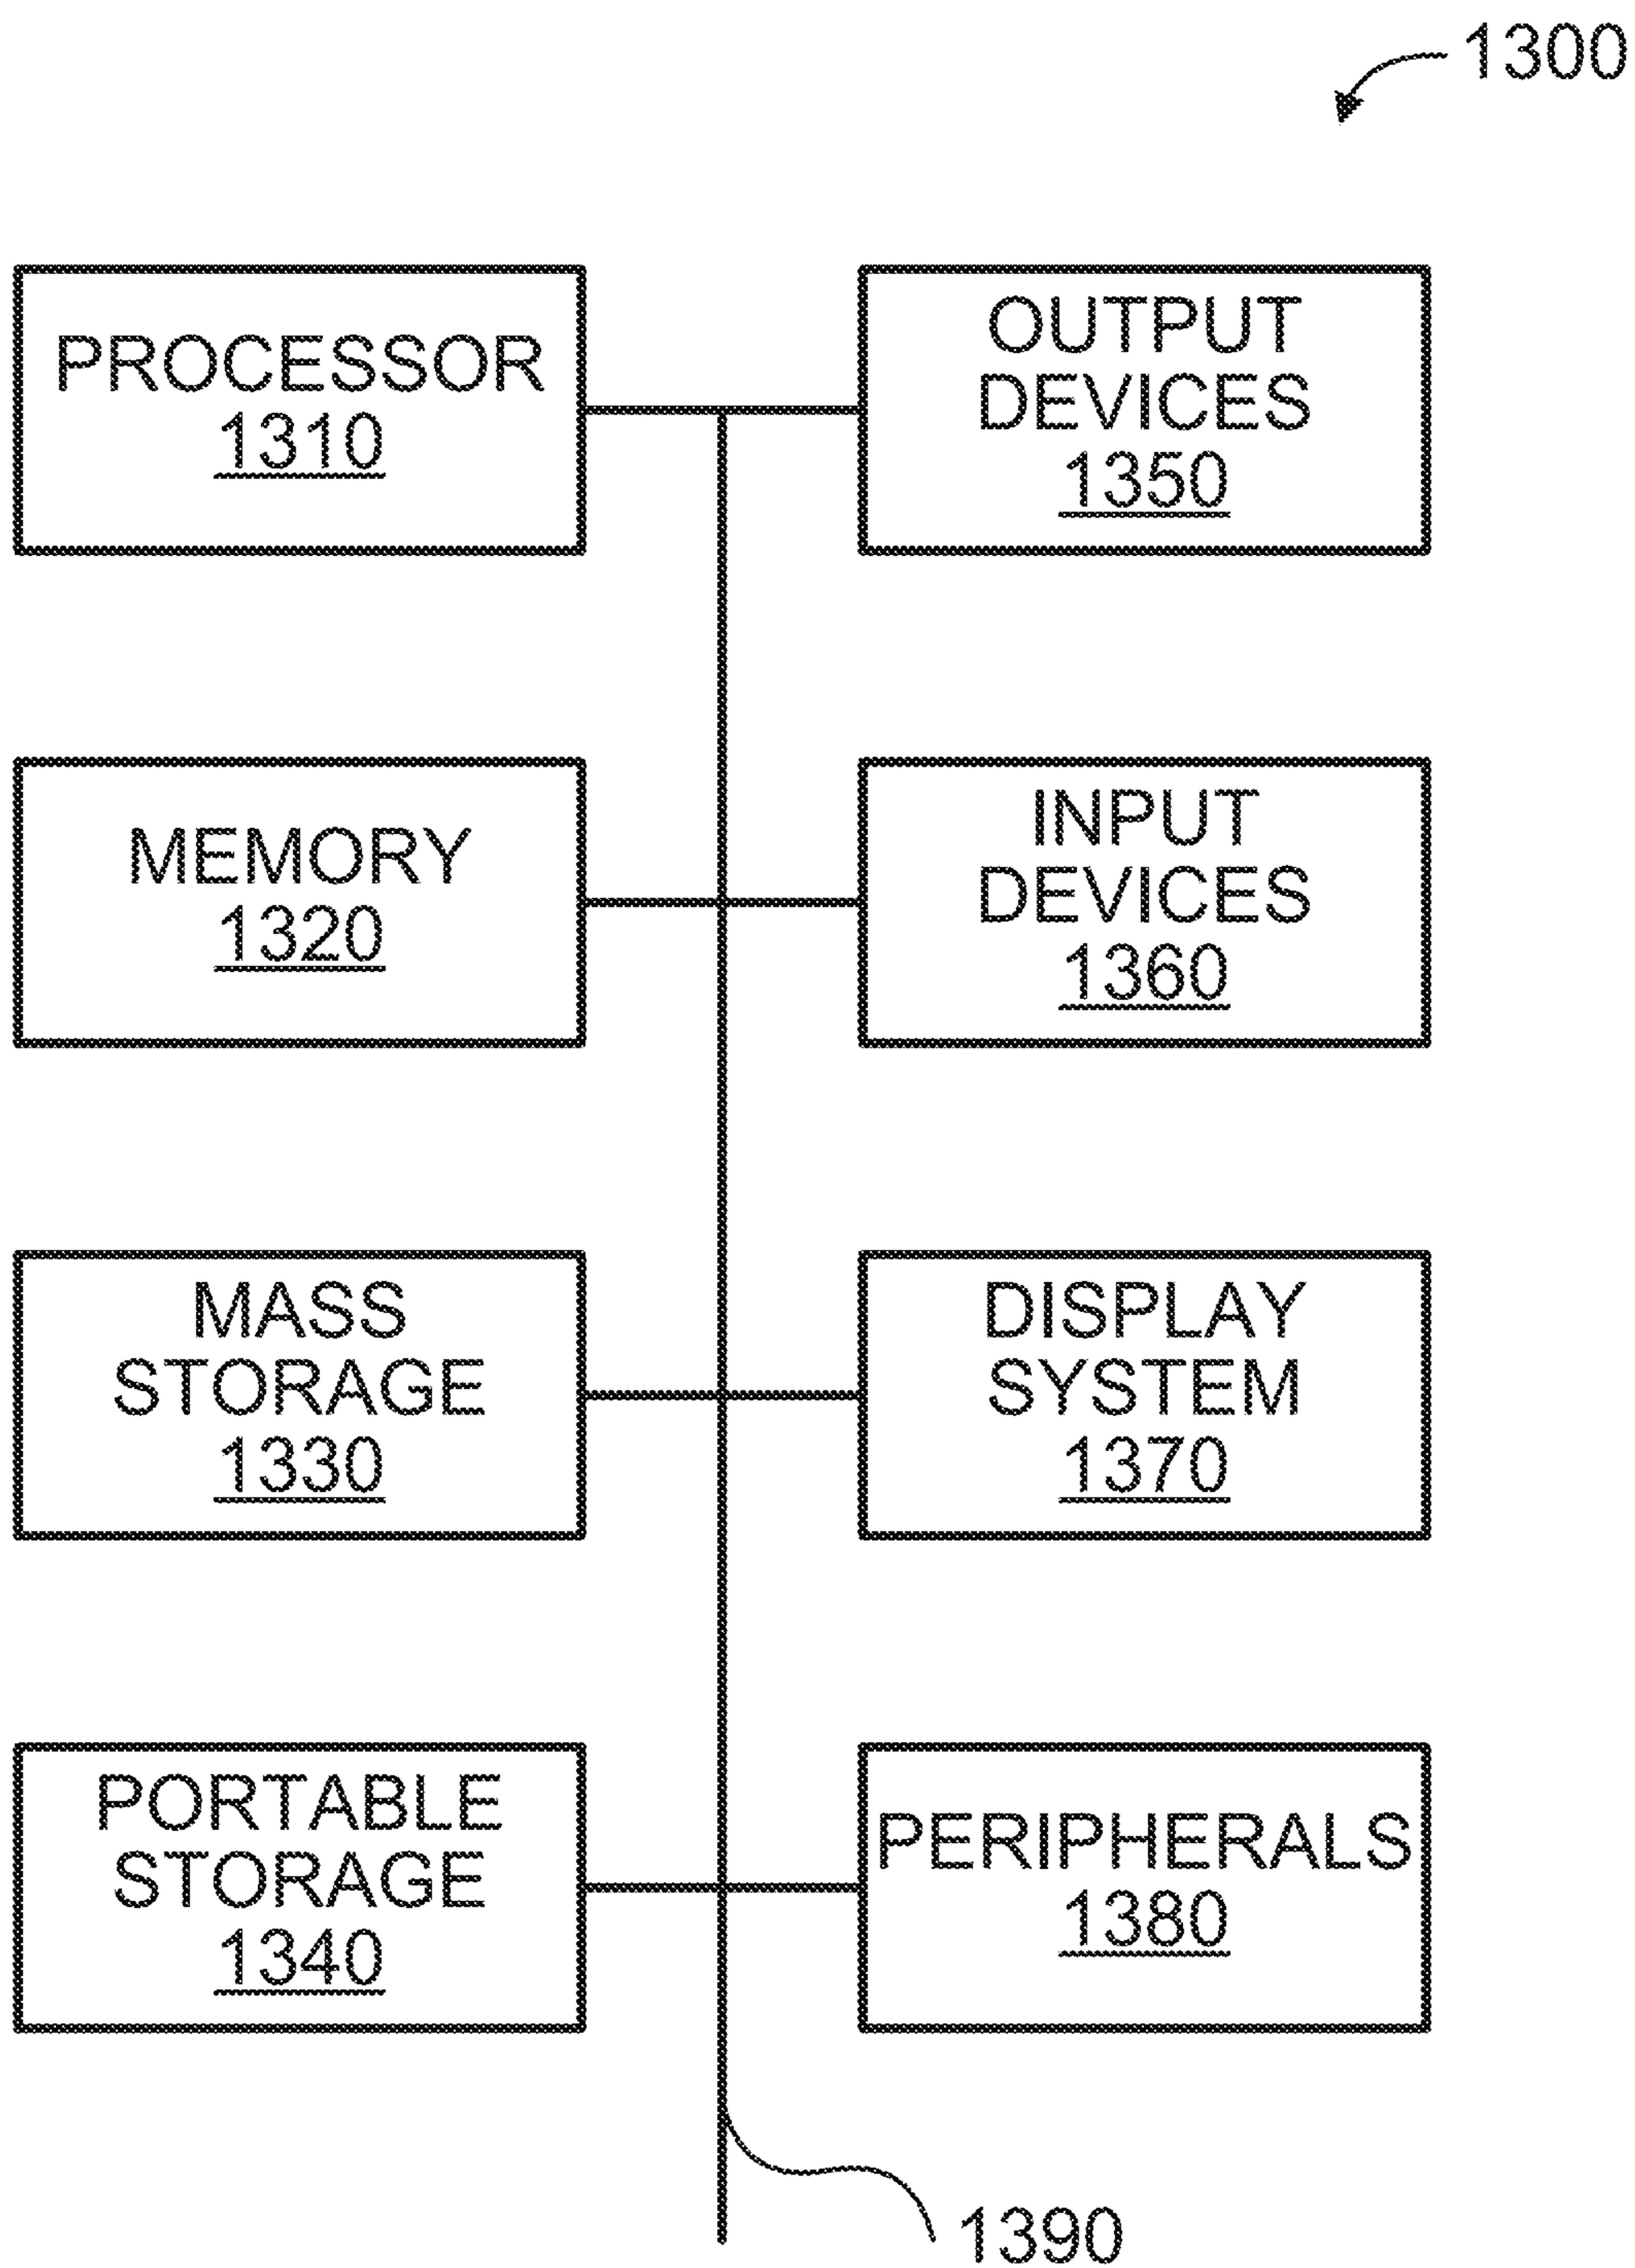 1300
PROCESSOR
1310
OUTPUT
DEVICES
1350
MEMORY
1320
INPUT
DEVICES
1360
MASS
STORAGE
1330
DISPLAY
SYSTEM
1370
PORTABLE
STORAGE
1340
PERIPHERALS
1380
1390